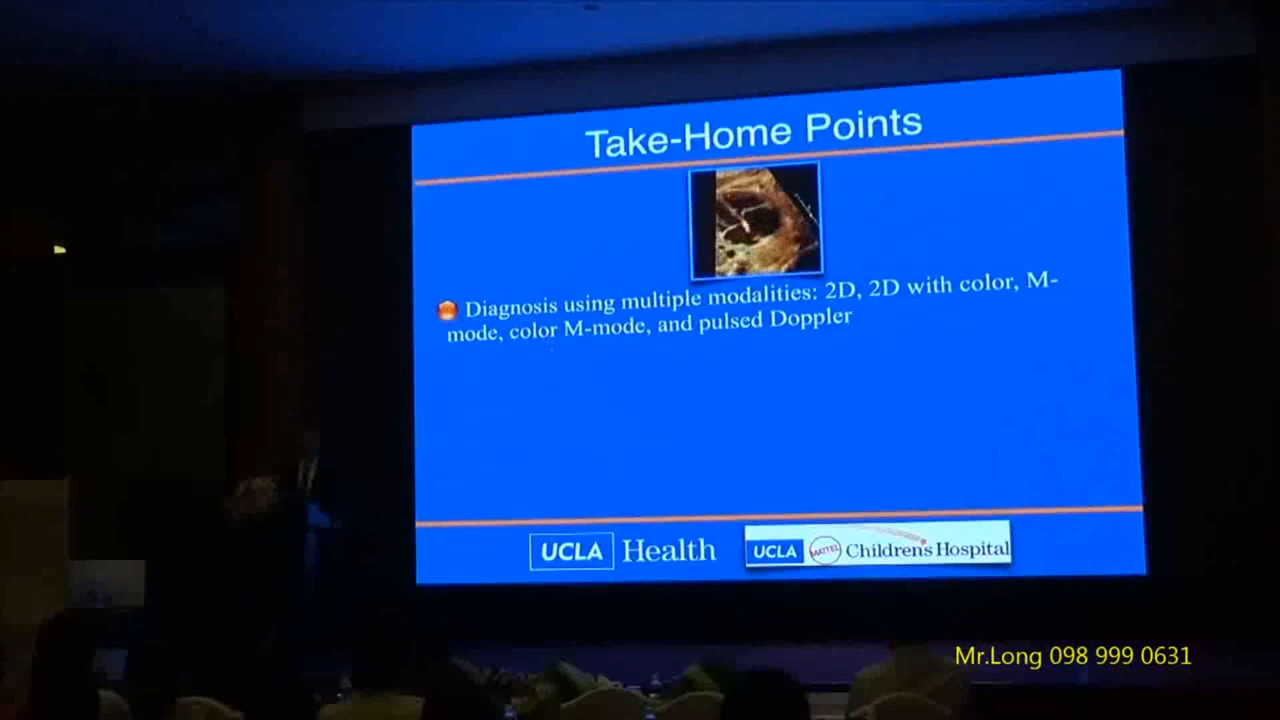 Take-Home Points
Diagnosis using multiple modalities: 2D, 2D with color, M-
mode, color M-mode, and pulsed Doppler
UCLA Health
UCLA MATTEL Children's Hospital
Mr.Long 098 999 0631